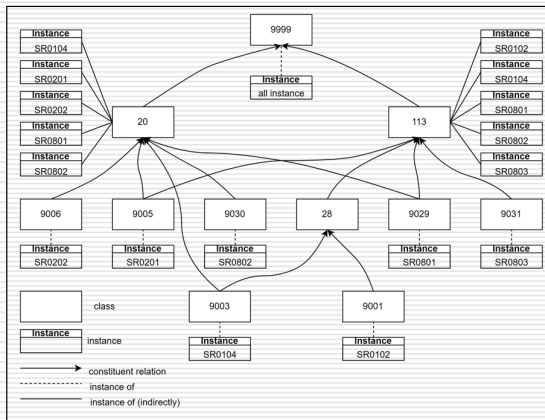 9999
Instance
SR0104
Instance
SR0201
Instance
SR0202
Instance
SR0801
Instance
SR0802
Instance
all instance
Instance
SR0102
Instance
SR0104
Instance
SR0801
Instance
SR0802
Instance
SR0803
20
113
9006
9005
9030
28
9029
9031
Instance
SR0202
Instance
SR0201
Instance
SR0802
Instance
SR0801
Instance
SR0803
9003
9001
Instance
SR0104
Instance
SR0102
class
Instance
instance
constituent relation
instance of
instance of (indirectly)